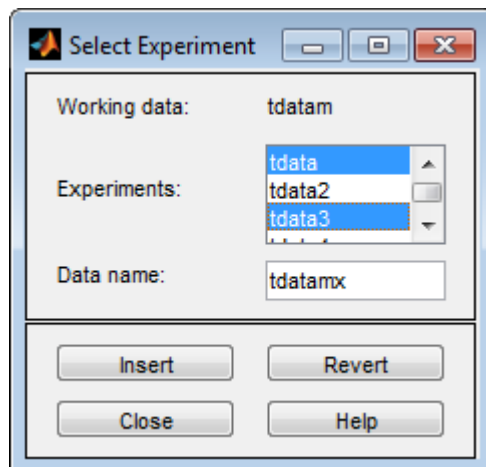 Select Experiment
Working data: tdatam
Experiments:
tdata
tdata2
tdata3
Data name: tdatamx
Insert Revert
Close Help